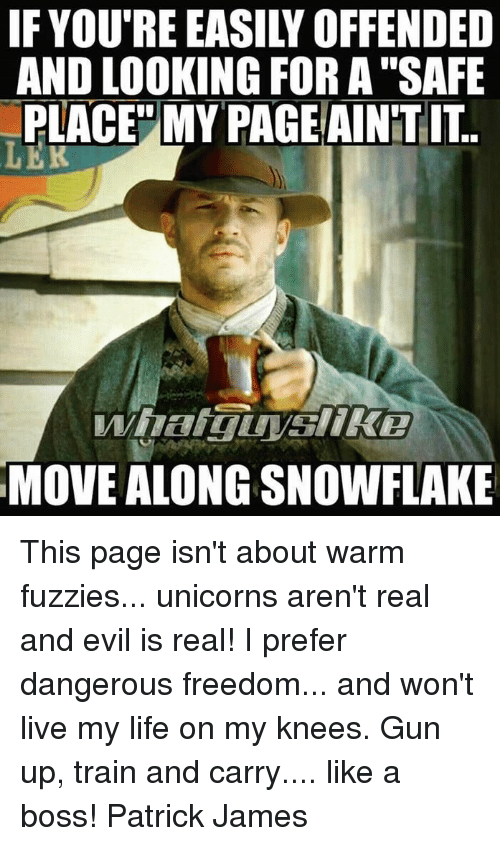 IF YOU'RE EASILY OFFENDED
AND LOOKING FOR A "SAFE
PLACE" MY PAGE AIN'T IT..
LER
whatguyslike
MOVE ALONG SNOWFLAKE
This page isn't about warm
fuzzies... unicorns aren't real
and evil is real! I prefer
dangerous freedom... and won't
live my life on my knees. Gun
up, train and carry.... like a
boss! Patrick James